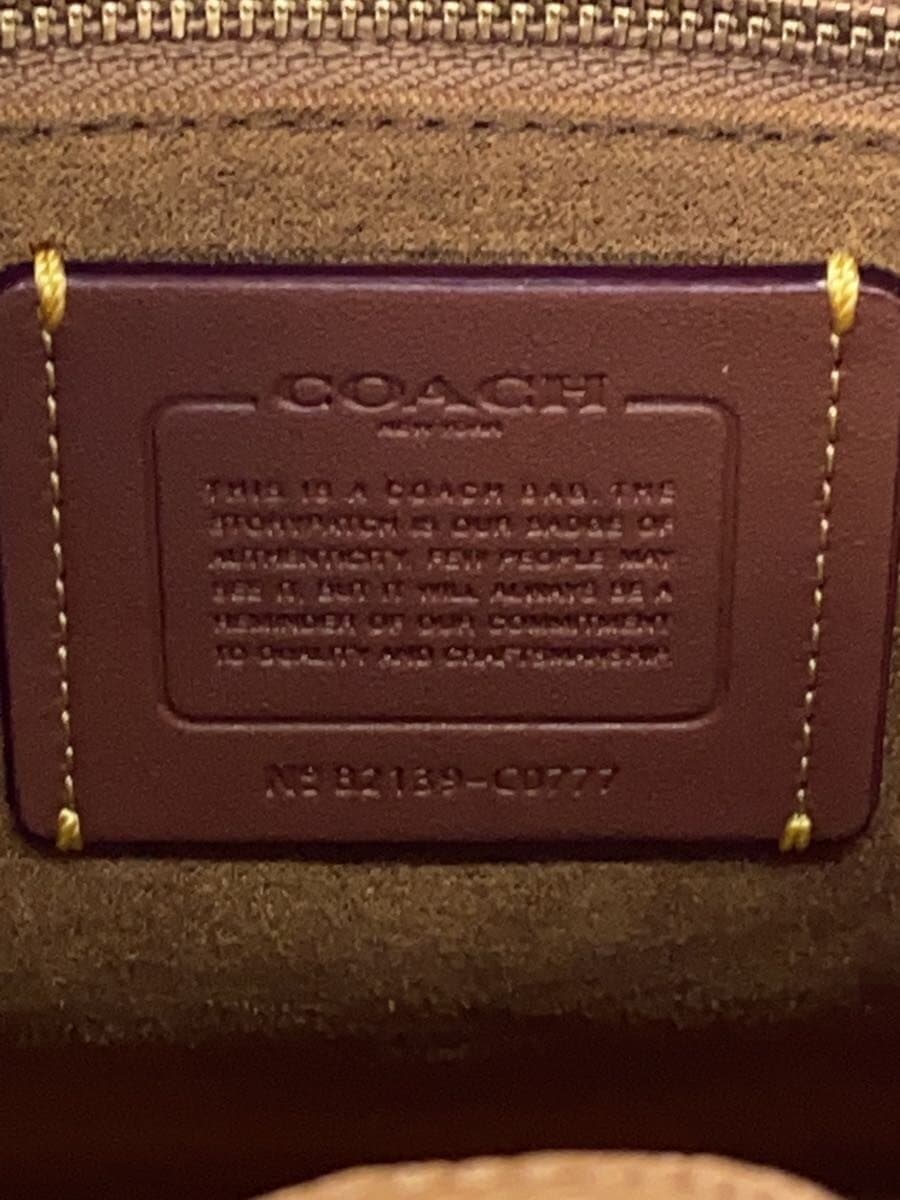 COACH
NEW YORK
THIS IS A COACH BAG. THE
STORYPATCH IS OUR BADGE OF
AUTHENTICITY. FEW PEOPLE MAY
SEE IT, BUT IT WILL ALWAYS BE A
REMINDER OF OUR COMMITMENT
TO QUALITY AND CRAFTSMANSHIP.
Nº B2189-C0777